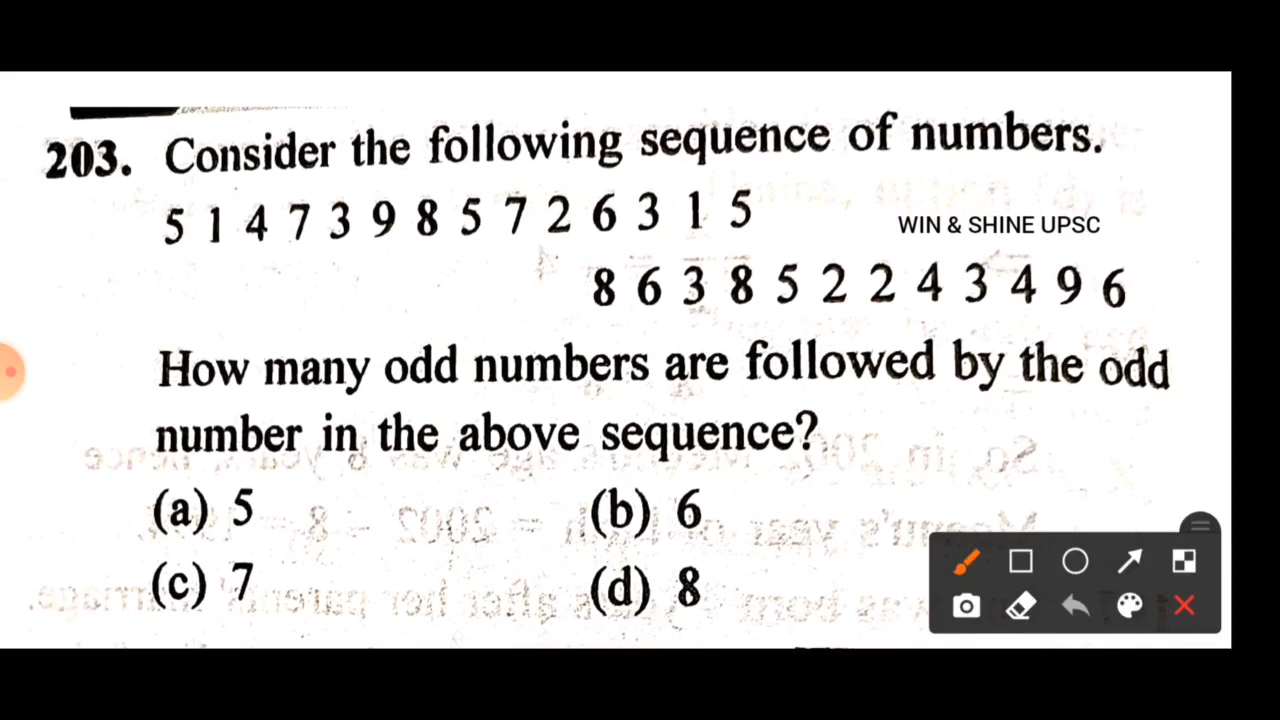 203. Consider the following sequence of numbers.
5 1 4 7 3 9 8 5 7 2 6 3 1 5
WIN & SHINE UPSC
8 6 3 8 5 2 2 4 3 4 9 6
How many odd numbers are followed by the odd
number in the above sequence?
(a) 5 (b) 6
(c) 7 (d) 8